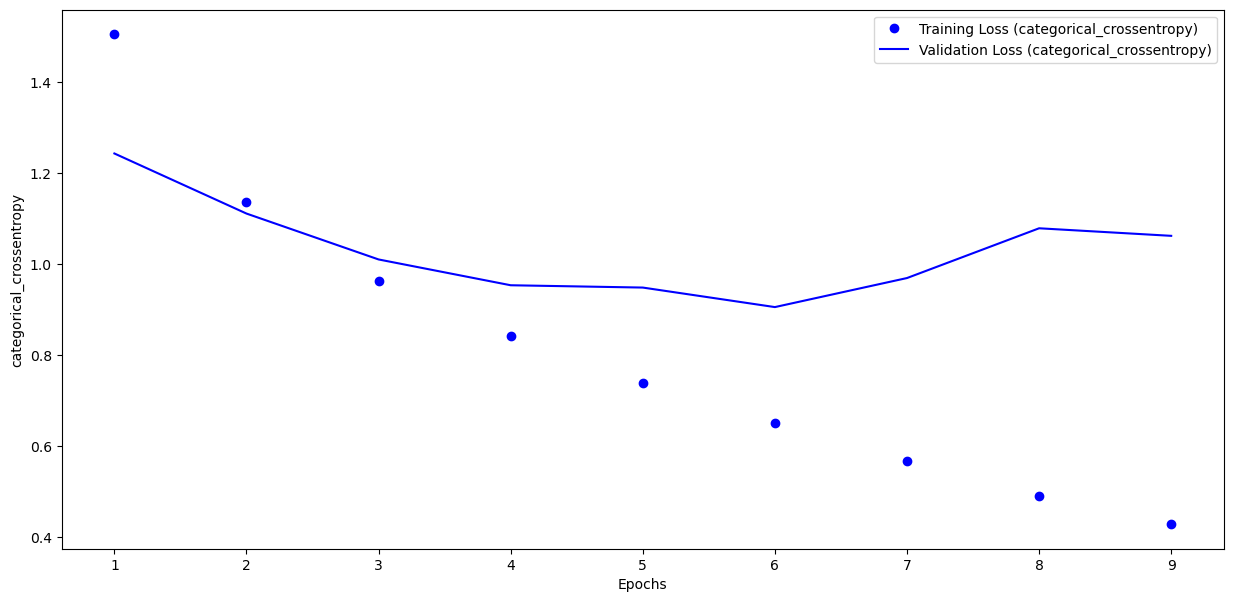 Training Loss (categorical_crossentropy)
Validation Loss (categorical_crossentropy)
categorical_crossentropy
1.4
1.2
1.0
0.8
0.6
0.4
1 2 3 4 5 6 7 8 9
Epochs